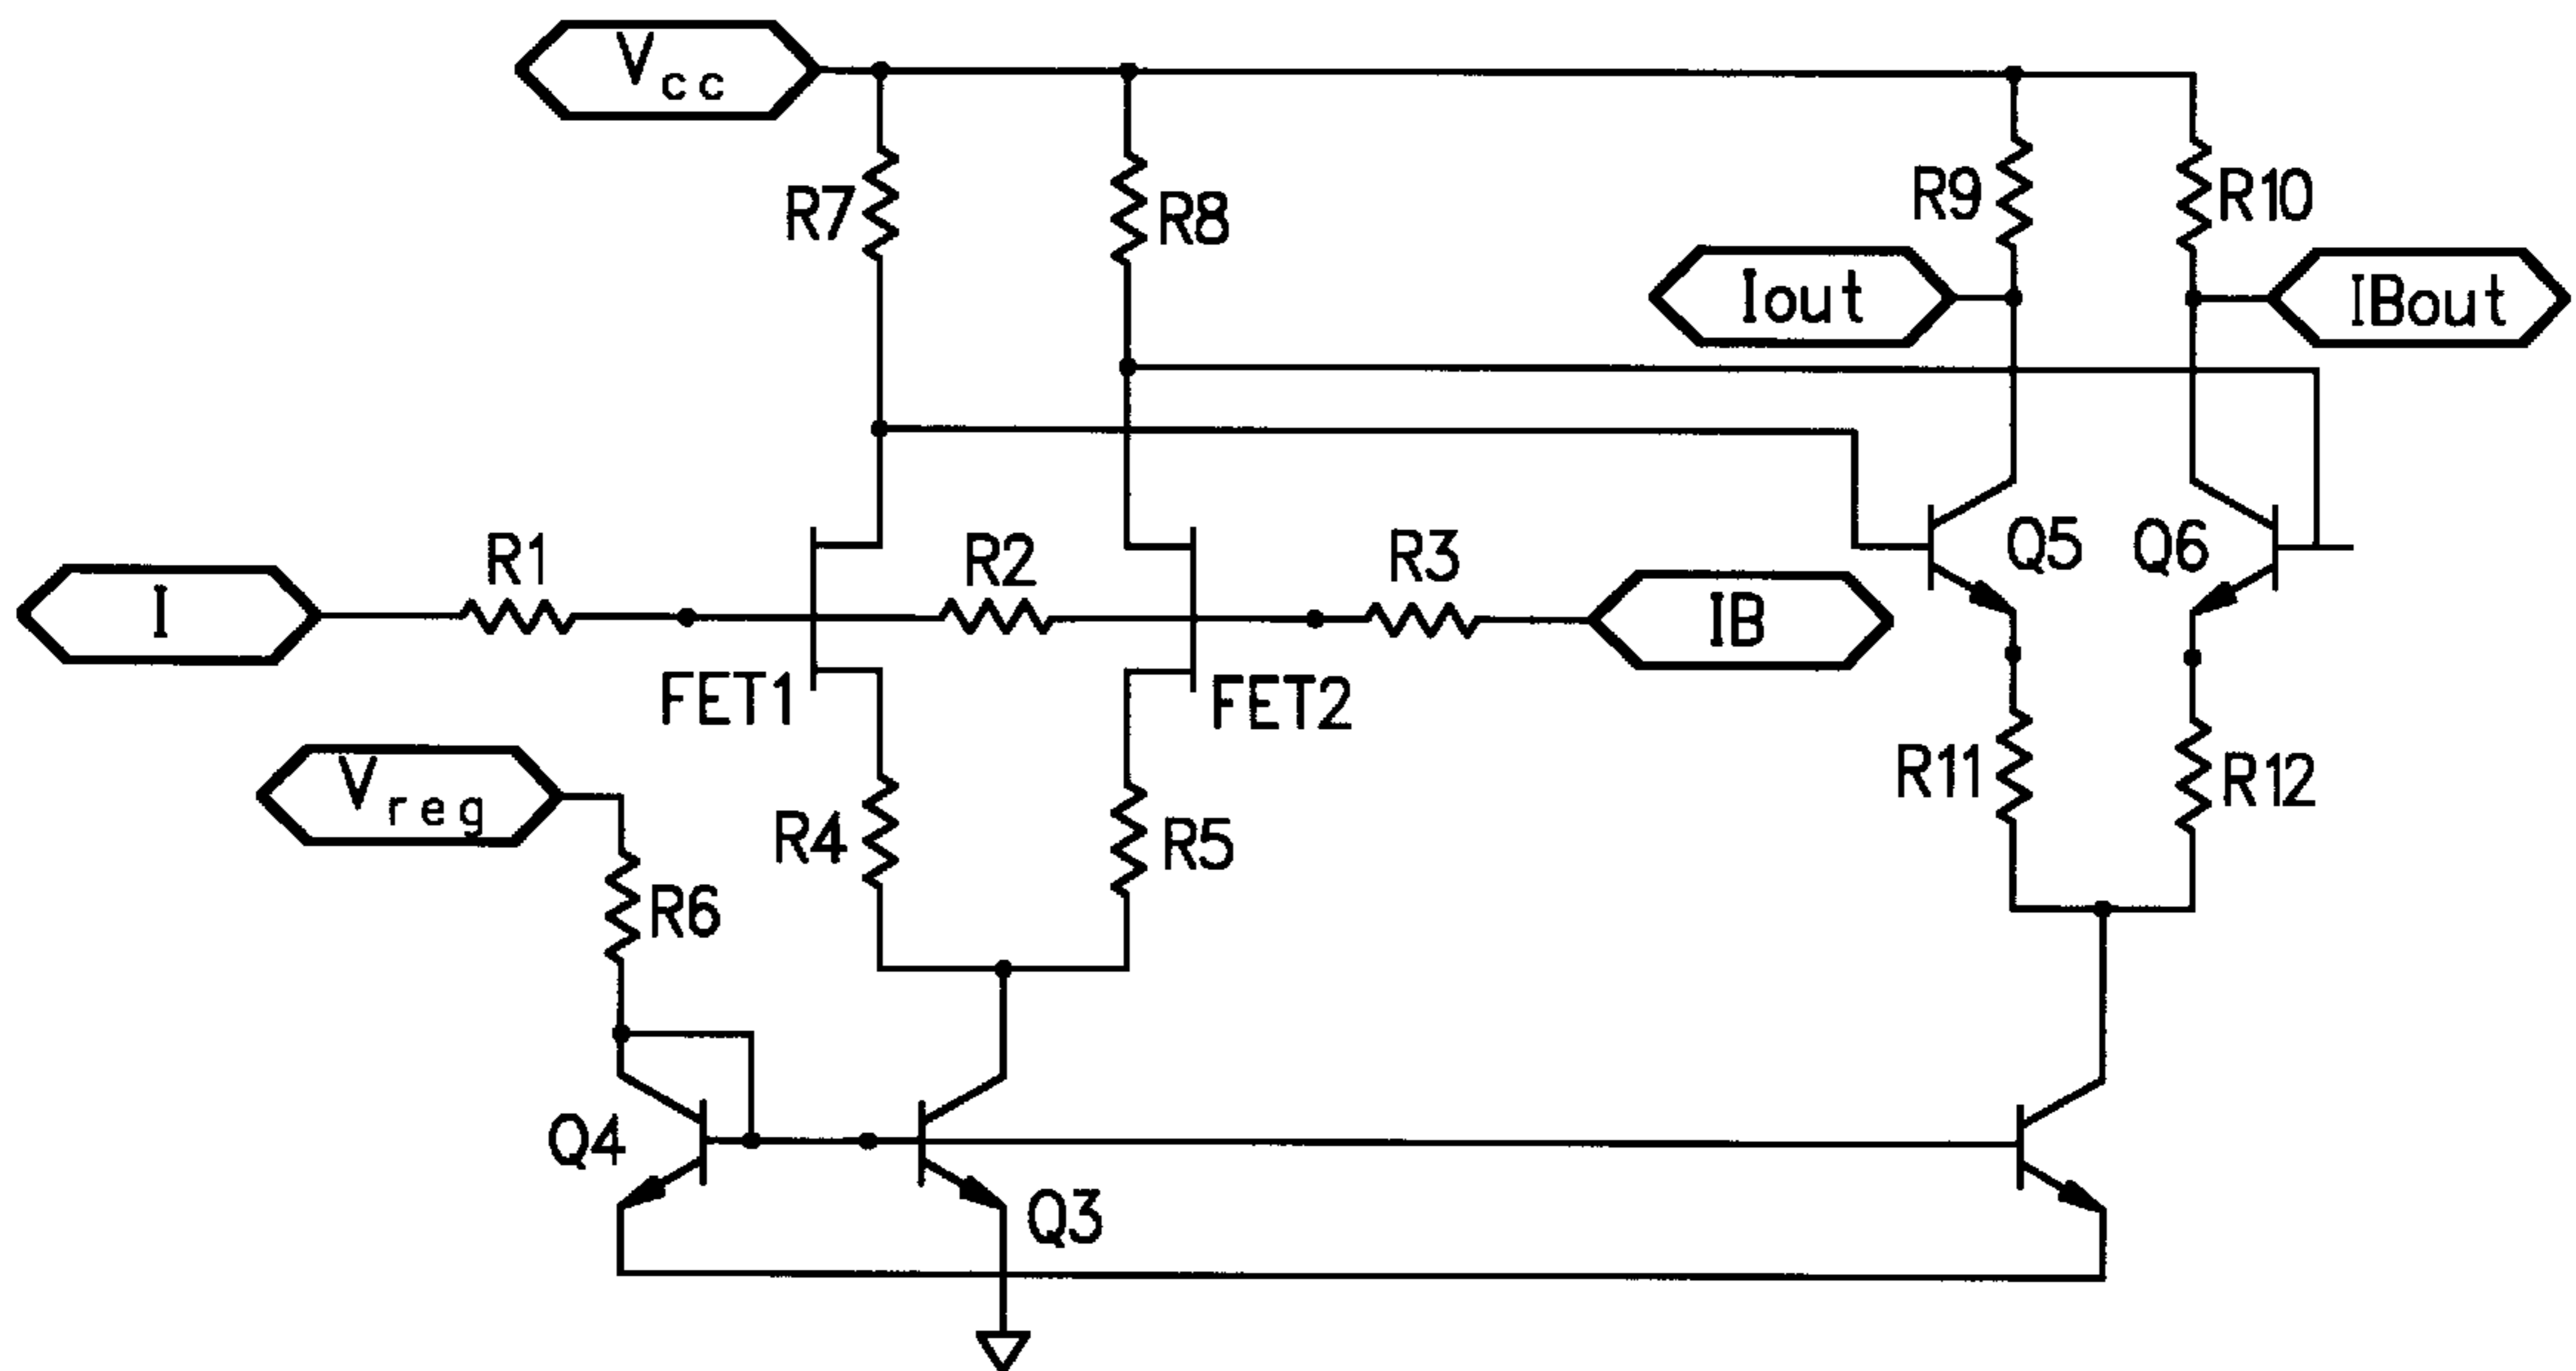 Vcc
R7
R8
R9
R10
Iout
IBout
I
R1
R2
R3
IB
Q5
Q6
FET1
FET2
Vreg
R4
R5
R6
R11
R12
Q4
Q3